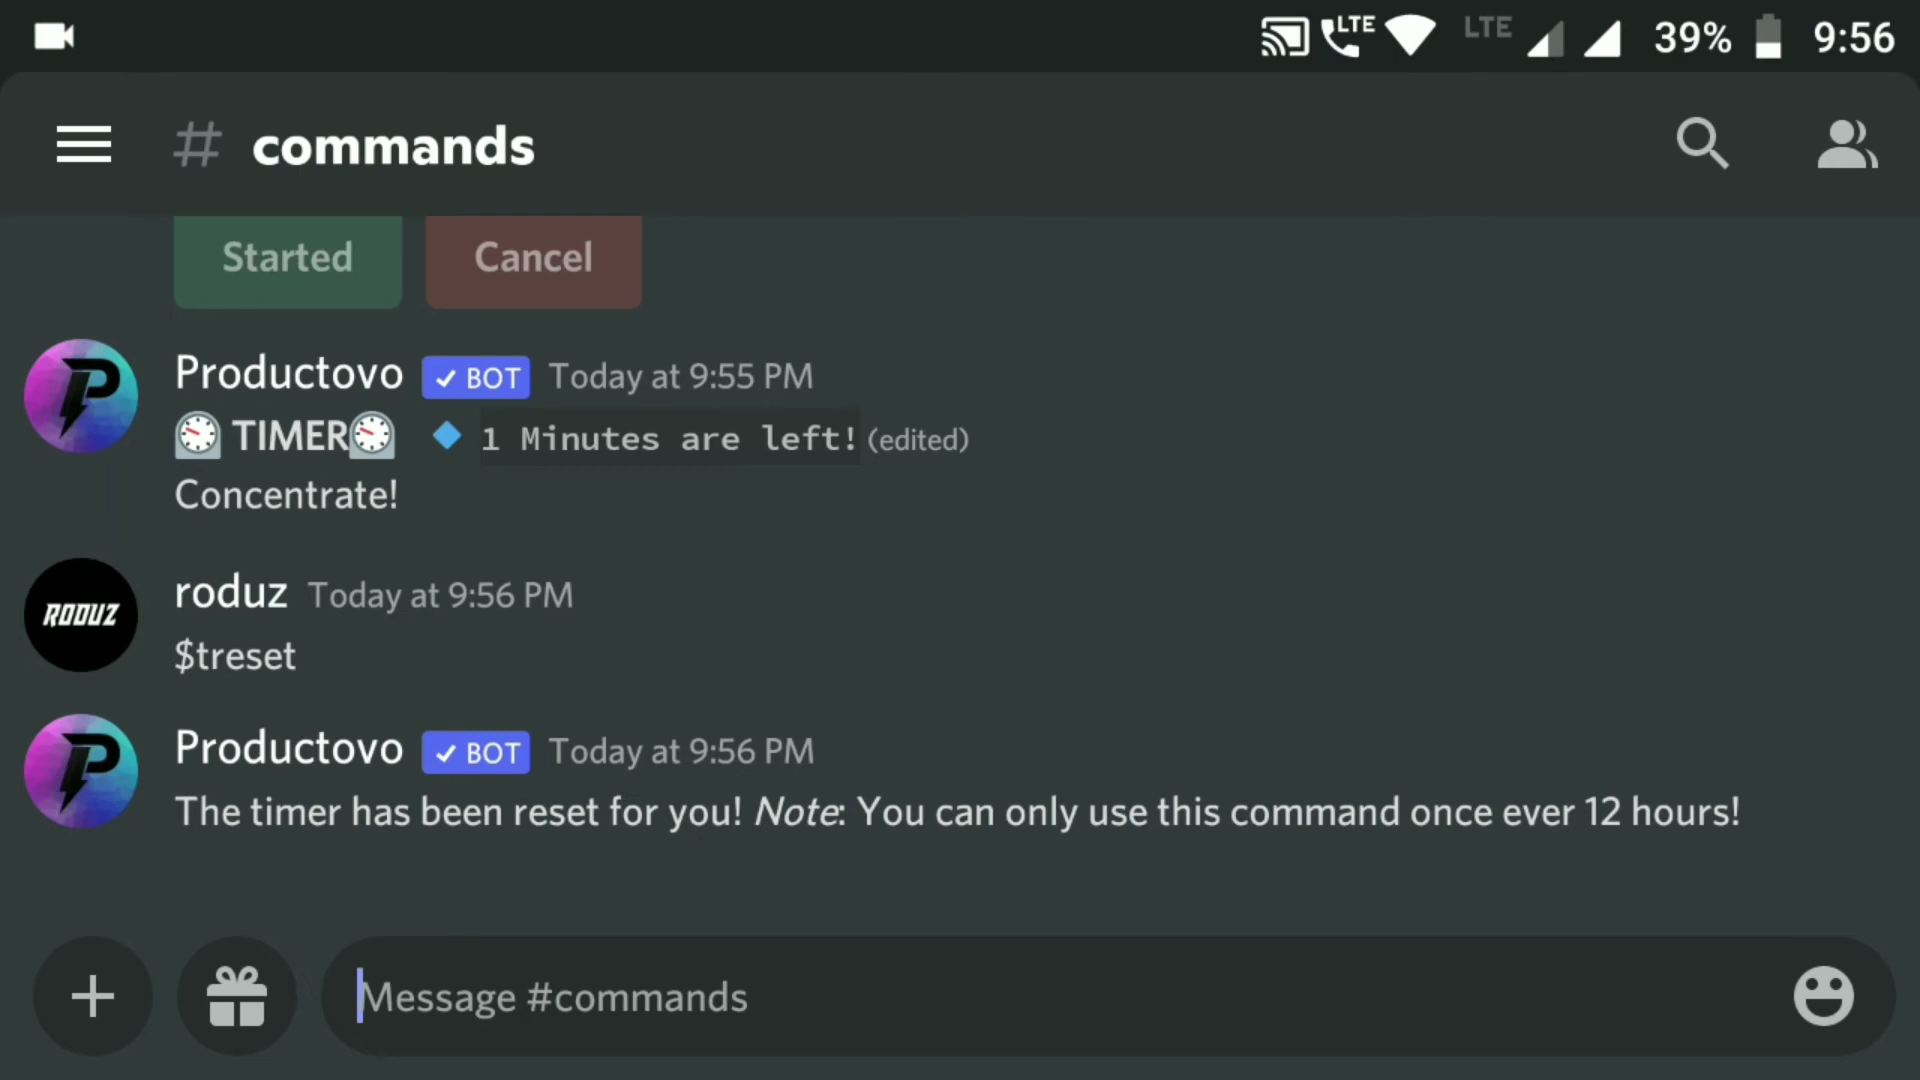 LTE LTE 39% 9:56
# commands
Started Cancel
Productovo ✓ BOT Today at 9:55 PM
TIMER 1 Minutes are left! (edited)
Concentrate!
RODUZ
roduz Today at 9:56 PM
$treset
Productovo ✓ BOT Today at 9:56 PM
The timer has been reset for you! Note: You can only use this command once ever 12 hours!
Message #commands